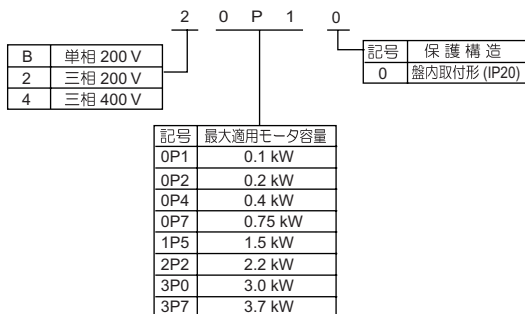 2 0 P 1 0
B 単相 200 V
2 三相 200 V
4 三相 400 V
記号 保護構造
0 盤内取付形 (IP20)
記号 最大適用モータ容量
0P1 0.1 kW
0P2 0.2 kW
0P4 0.4 kW
0P7 0.75 kW
1P5 1.5 kW
2P2 2.2 kW
3P0 3.0 kW
3P7 3.7 kW